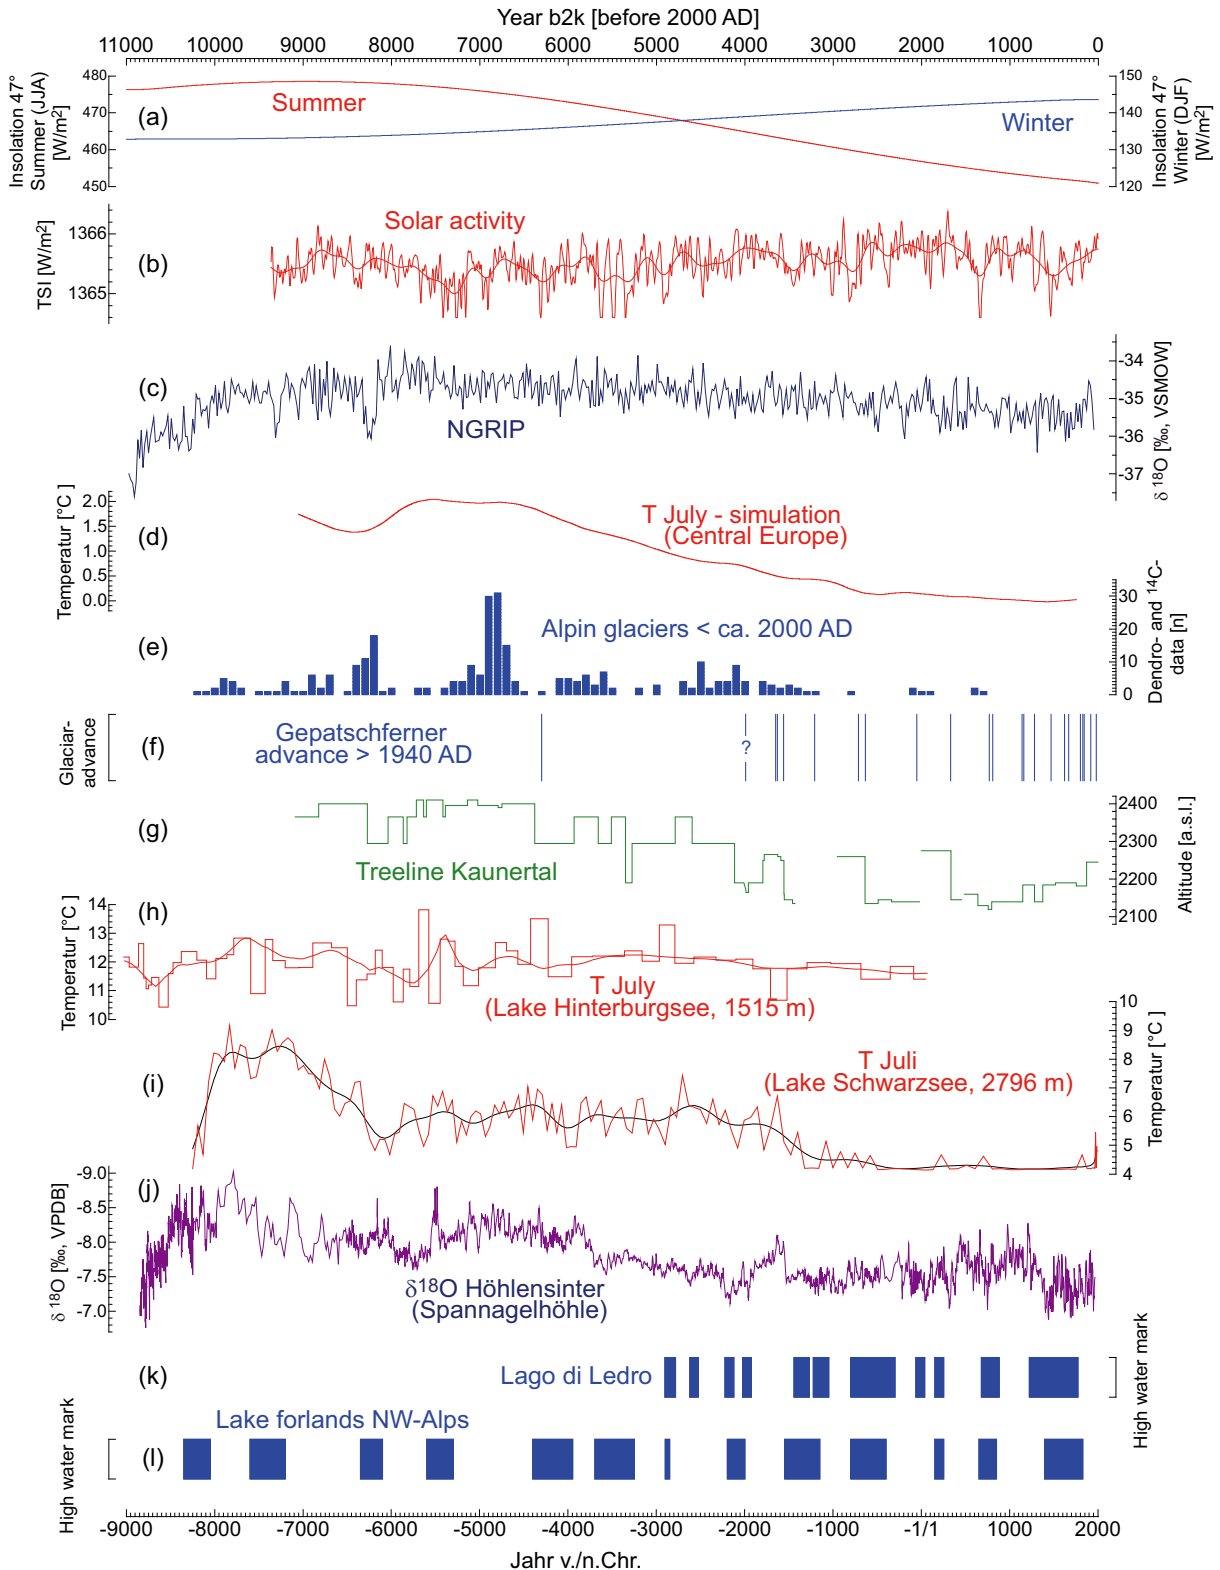 Year b2k [before 2000 AD]
11000 10000 9000 8000 7000 6000 5000 4000 3000 2000 1000 0
Insolation 47°
Summer (JJA)
[W/m2]
480
470
460
450
(a)
Summer
Winter
150
140
130
120
Insolation 47°
Winter (DJF)
[W/m2]
TSI [W/m2]
1366
1365
(b)
Solar activity
(c)
NGRIP
-34
-35
-36
-37
δ 18O [‰, VSMOW]
Temperatur [°C ]
2.0
1.5
1.0
0.5
0.0
(d)
T July - simulation
(Central Europe)
(e)
Alpin glaciers < ca. 2000 AD
30
20
10
0
Dendro- and 14C-
data [n]
Glaciar-
advance
(f)
Gepatschferner
advance > 1940 AD
?
(g)
Treeline Kaunertal
2400
2300
2200
2100
Altitude [a.s.l.]
Temperatur [°C]
14
13
12
11
10
(h)
T July
(Lake Hinterburgsee, 1515 m)
(i)
T Juli
(Lake Schwarzsee, 2796 m)
10
9
8
7
6
5
4
Temperatur [°C ]
δ 18O [‰, VPDB]
-9.0
-8.5
-8.0
-7.5
-7.0
(j)
δ18O Höhlensinter
(Spannagelhöhle)
(k)
Lago di Ledro
High water mark
High water mark
(l)
Lake forlands NW-Alps
-9000 -8000 -7000 -6000 -5000 -4000 -3000 -2000 -1000 -1/1 1000 2000
Jahr v./n.Chr.